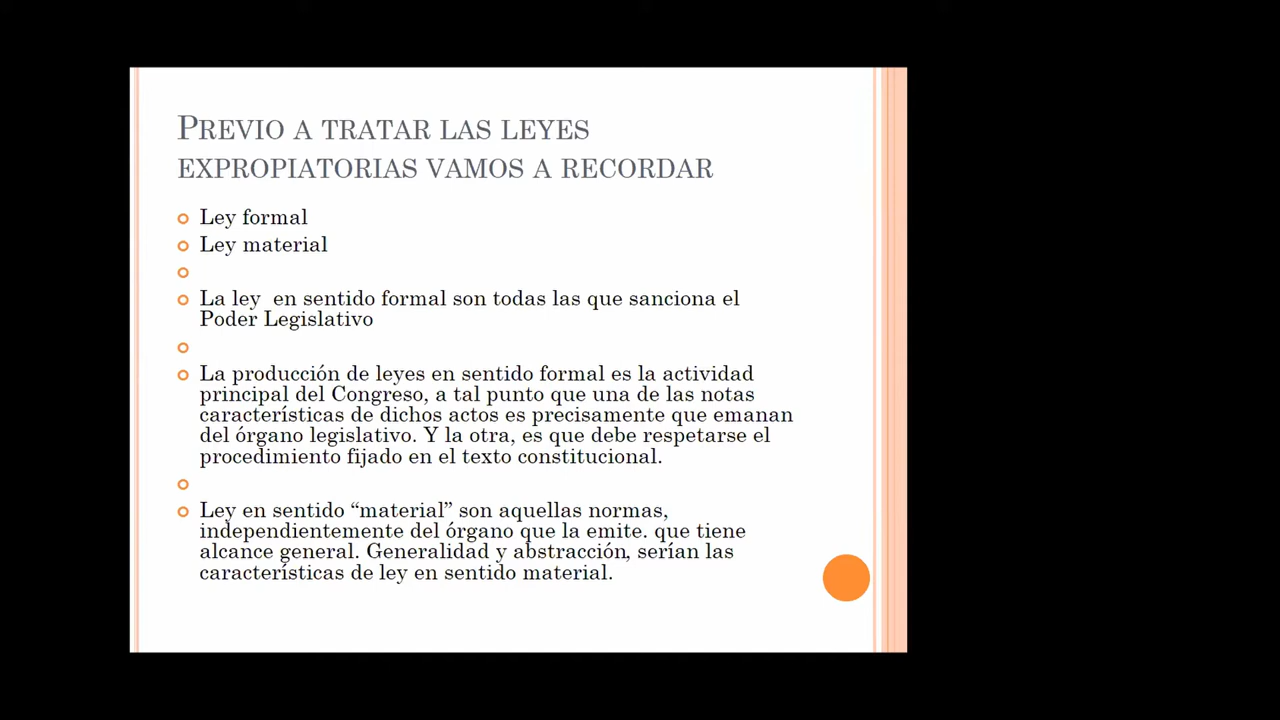 PREVIO A TRATAR LAS LEYES
EXPROPIATORIAS VAMOS A RECORDAR
Ley formal
Ley material
La ley  en sentido formal son todas las que sanciona el
Poder Legislativo
La producción de leyes en sentido formal es la actividad
principal del Congreso, a tal punto que una de las notas
características de dichos actos es precisamente que emanan
del órgano legislativo. Y la otra, es que debe respetarse el
procedimiento fijado en el texto constitucional.
Ley en sentido “material” son aquellas normas,
independientemente del órgano que la emite. que tiene
alcance general. Generalidad y abstracción, serían las
características de ley en sentido material.